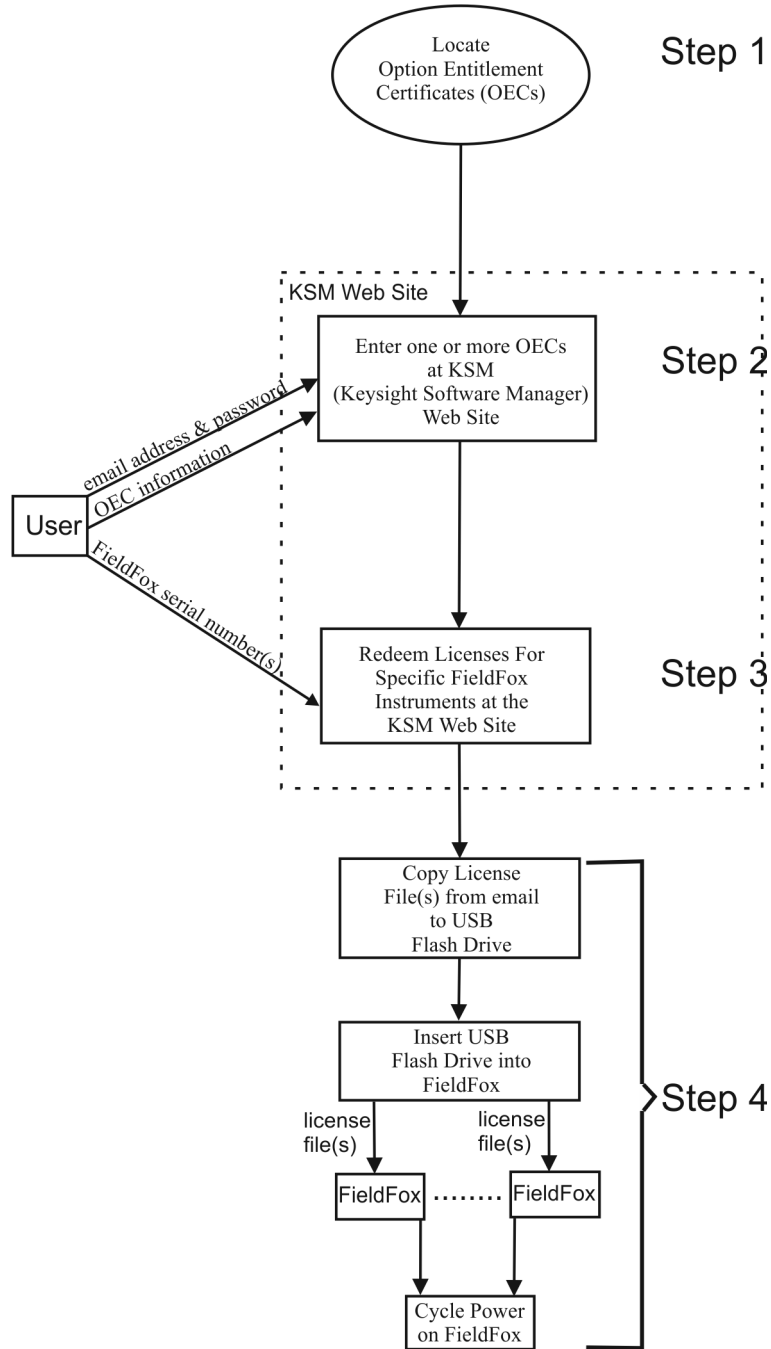 Locate
Option Entitlement
Certificates (OECs)
Step 1
KSM Web Site
Enter one or more OECs
at KSM
(Keysight Software Manager)
Web Site
Step 2
email address & password
OEC information
User
FieldFox serial number(s)
Redeem Licenses For
Specific FieldFox
Instruments at the
KSM Web Site
Step 3
Copy License
File(s) from email
to USB
Flash Drive
Insert USB
Flash Drive into
FieldFox
Step 4
license
file(s)
license
file(s)
FieldFox ........ FieldFox
Cycle Power
on FieldFox